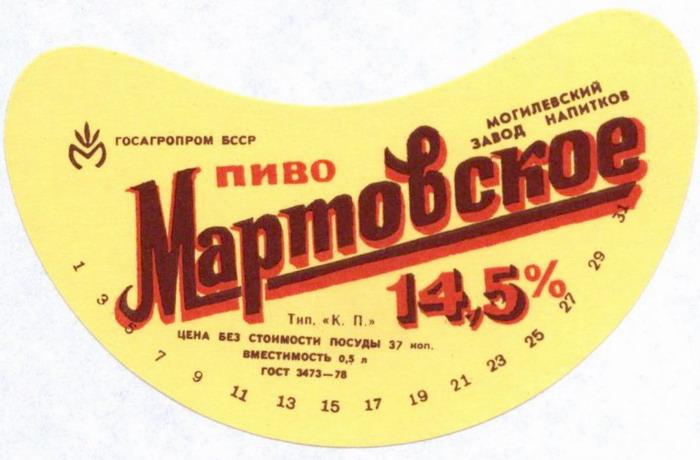 ГОСАГРОПРОМ БССР
МОГИЛЕВСКИЙ
ЗАВОД НАПИТКОВ
ПИВО
Мартовское
14,5%
Тип. «К. П.»
ЦЕНА БЕЗ СТОИМОСТИ ПОСУДЫ 37 коп.
ВМЕСТИМОСТЬ 0,5 л
ГОСТ 3473—78
1 3 5 7 9 11 13 15 17 19 21 23 25 27 29 31